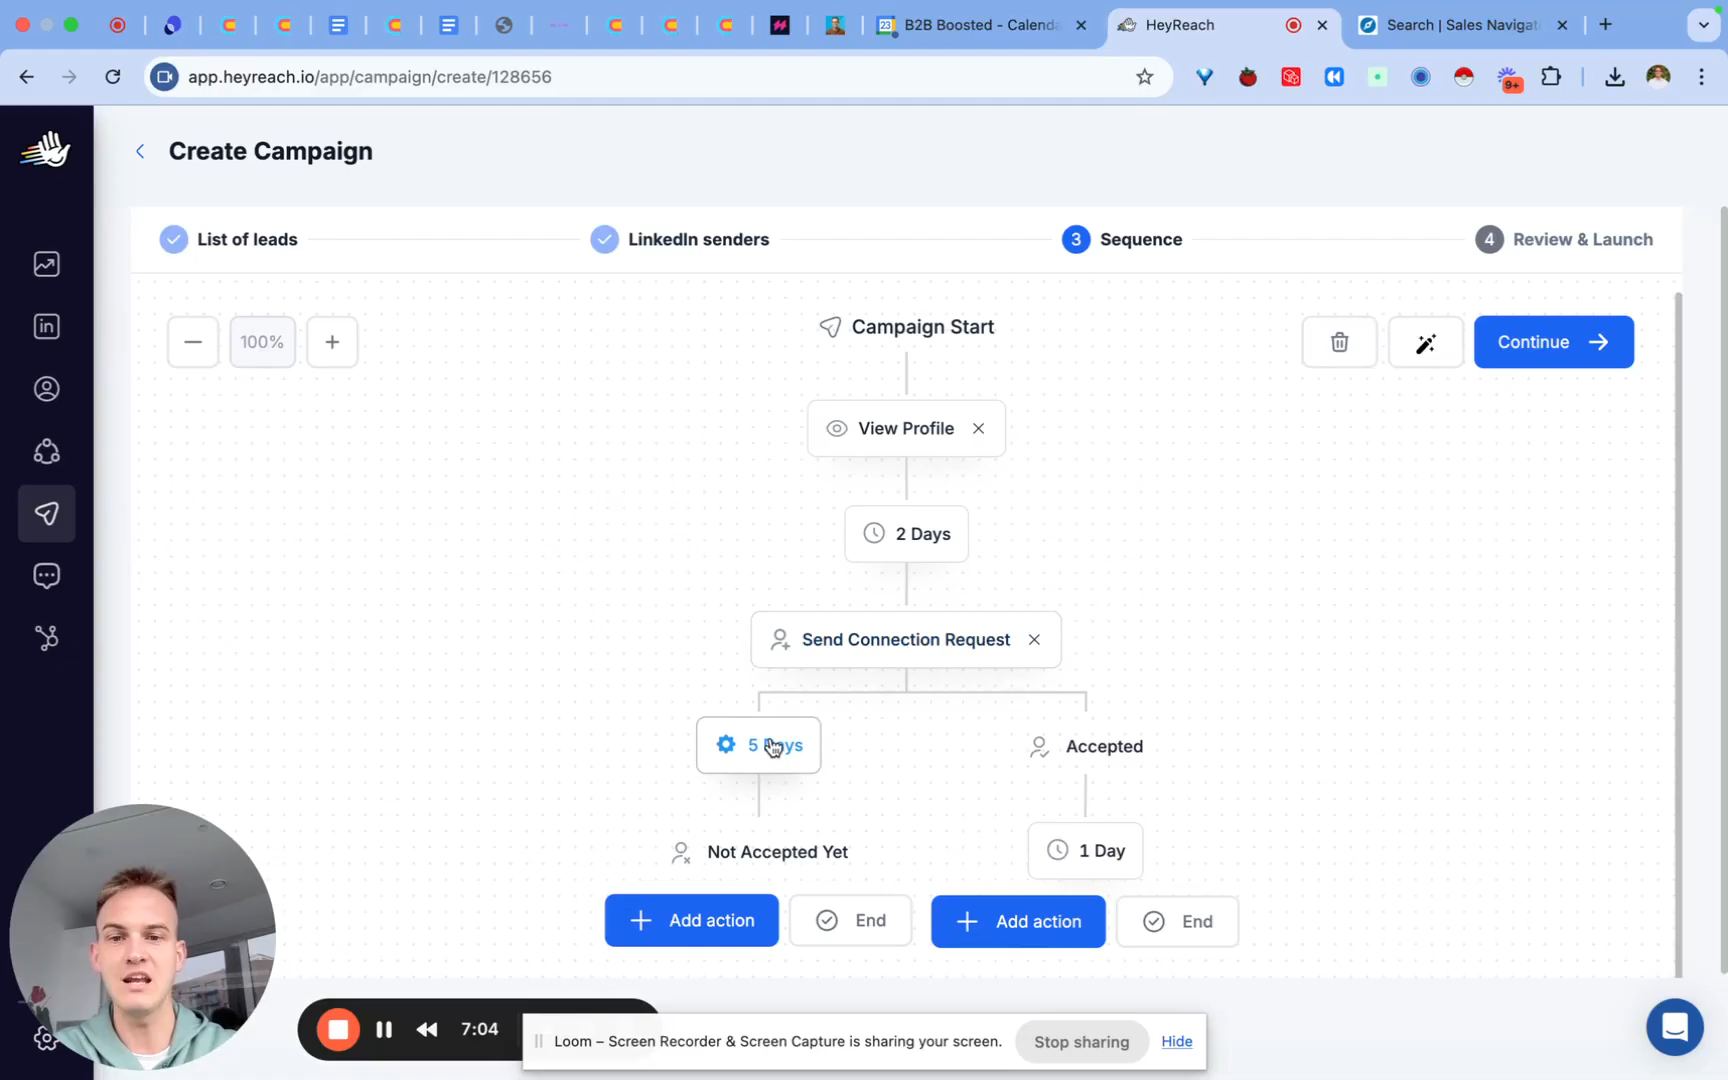 B2B Boosted - Calenda
HeyReach
Search | Sales Navigat
app.heyreach.io/app/campaign/create/128656
9+
Create Campaign
List of leads
LinkedIn senders
3 Sequence
4 Review & Launch
100%
Campaign Start
Continue
View Profile
2 Days
Send Connection Request
5 Days
Accepted
Not Accepted Yet
1 Day
Add action
End
Add action
End
7:04
Loom – Screen Recorder & Screen Capture is sharing your screen.
Stop sharing
Hide